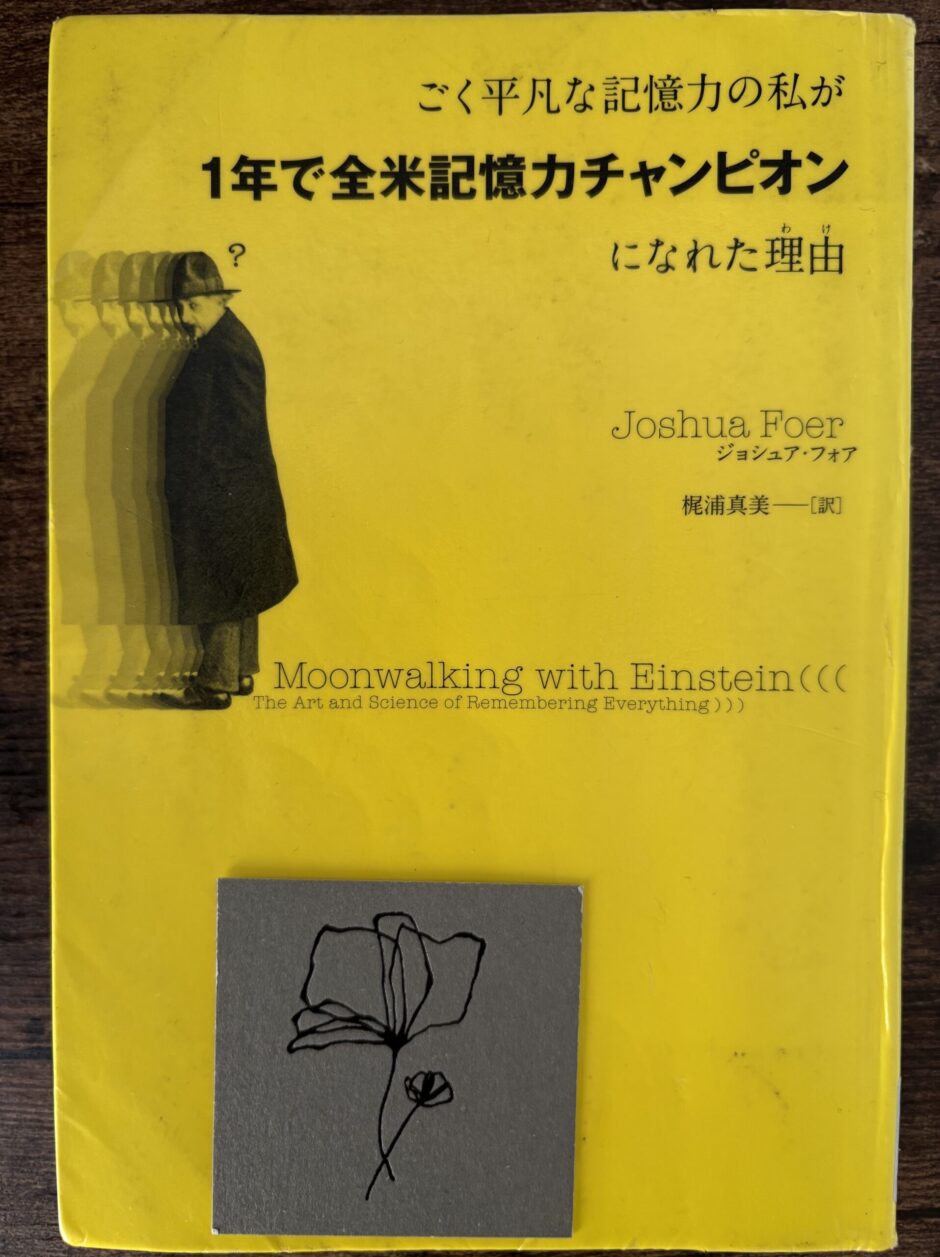 ごく平凡な記憶力の私が
1年で全米記憶力チャンピオン
わけ
になれた理由
?
Joshua Foer
ジョシュア・フォア
梶浦真美──[訳]
Moonwalking with Einstein(((
The Art and Science of Remembering Everything)))